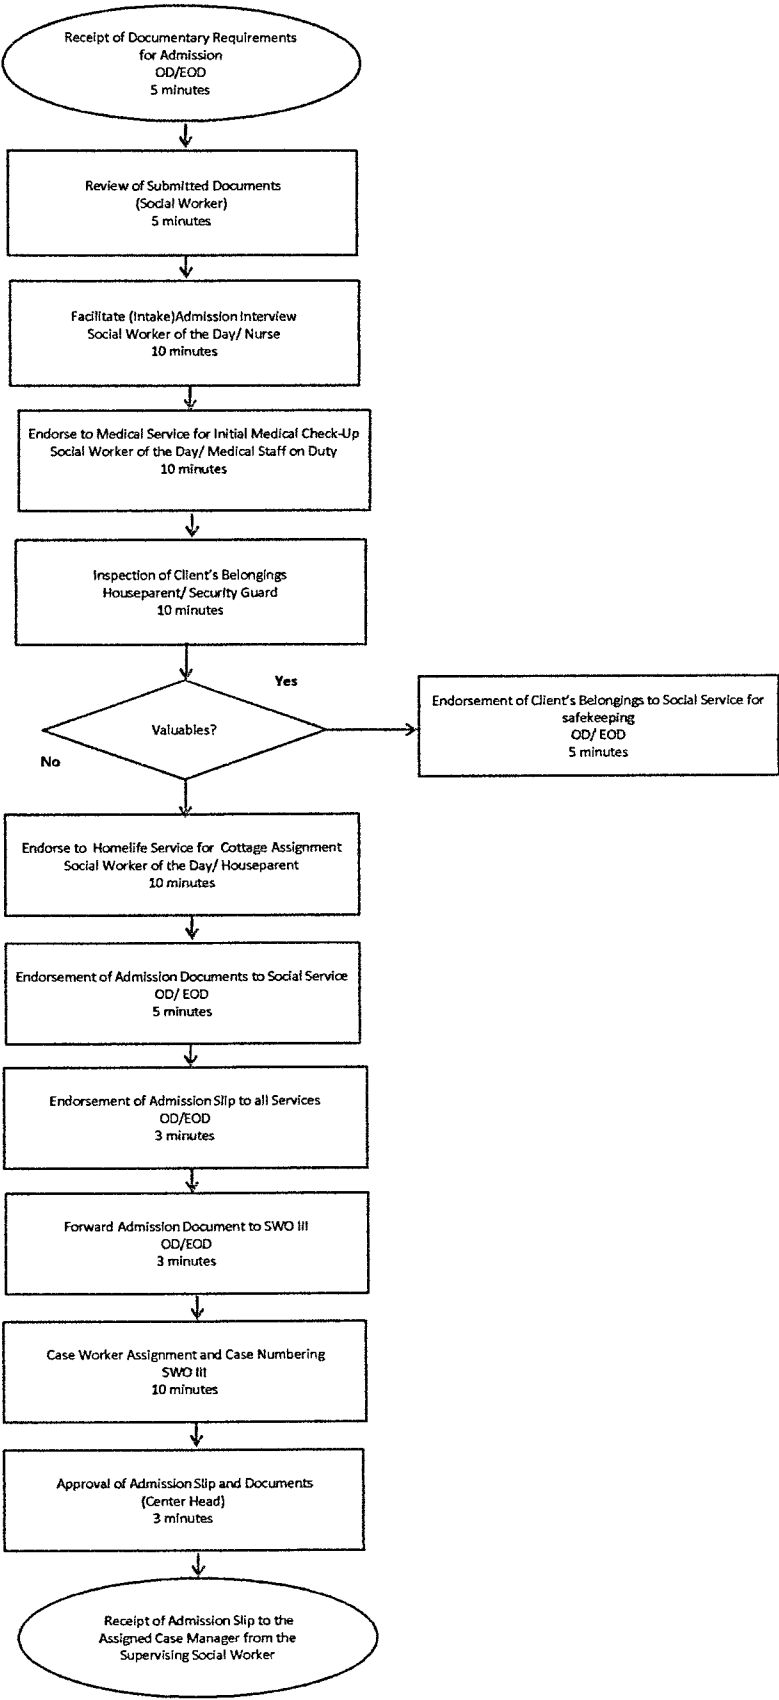 Receipt of Documentary Requirements
for Admission
OD/EOD
5 minutes
Review of Submitted Documents
(Social Worker)
5 minutes
Facilitate (Intake)Admission Interview
Social Worker of the Day/ Nurse
10 minutes
Endorse to Medical Service for Initial Medical Check-Up
Social Worker of the Day/ Medical Staff on Duty
10 minutes
Inspection of Client's Belongings
Houseparent/ Security Guard
10 minutes
Yes
Valuables?
No
Endorsement of Client's Belongings to Social Service for
safekeeping
OD/ EOD
5 minutes
Endorse to Homelife Service for Cottage Assignment
Social Worker of the Day/ Houseparent
10 minutes
Endorsement of Admission Documents to Social Service
OD/ EOD
5 minutes
Endorsement of Admission Slip to all Services
OD/EOD
3 minutes
Forward Admission Document to SWO III
OD/EOD
3 minutes
Case Worker Assignment and Case Numbering
SWO III
10 minutes
Approval of Admission Slip and Documents
(Center Head)
3 minutes
Receipt of Admission Slip to the
Assigned Case Manager from the
Supervising Social Worker